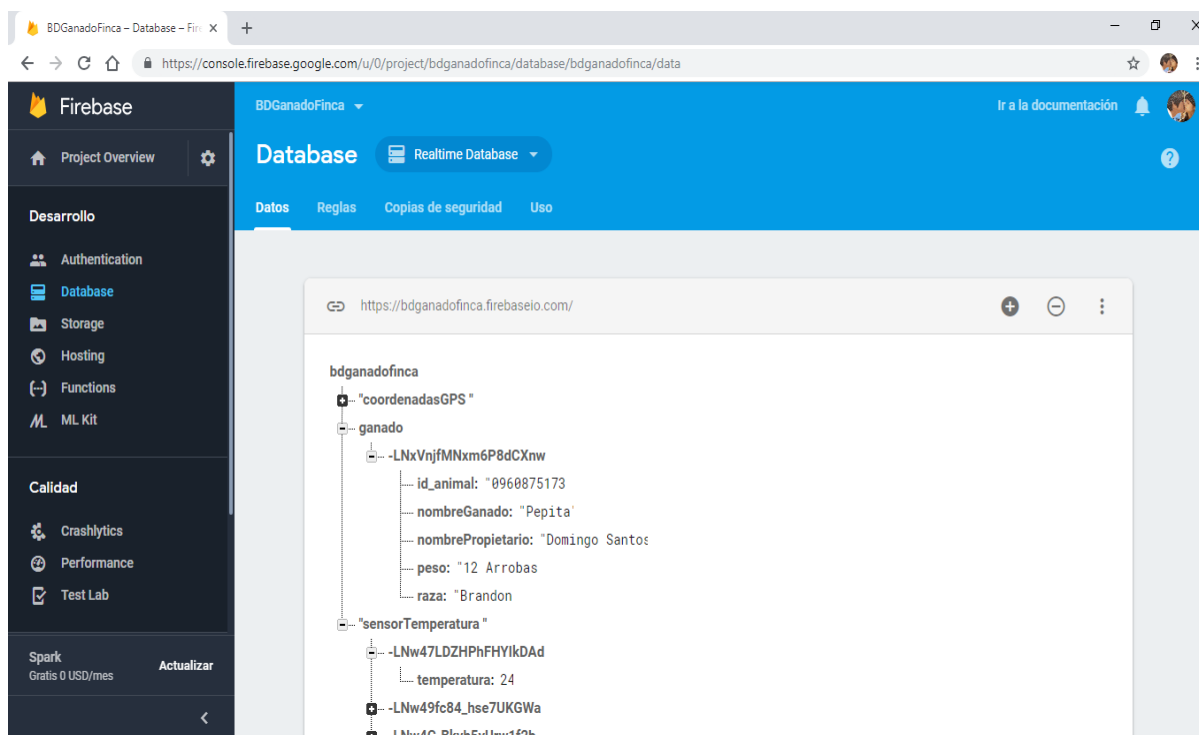 BDGanadoFinca – Database – Fire
https://console.firebase.google.com/u/0/project/bdganadofinca/database/bdganadofinca/data
Firebase
Project Overview
Desarrollo
Authentication
Database
Storage
Hosting
Functions
ML Kit
Calidad
Crashlytics
Performance
Test Lab
Spark
Gratis 0 USD/mes
Actualizar
BDGanadoFinca
Ir a la documentación
Database
Realtime Database
Datos
Reglas
Copias de seguridad
Uso
https://bdganadofinca.firebaseio.com/
bdganadofinca
"coordenadasGPS "
ganado
-LNxVnjfMNxm6P8dCXnw
id_animal: "0960875173
nombreGanado: "Pepita'
nombrePropietario: "Domingo Santos
peso: "12 Arrobas
raza: "Brandon
"sensorTemperatura "
-LNw47LDZHPhFHYIkDAd
temperatura: 24
-LNw49fc84_hse7UKGWa